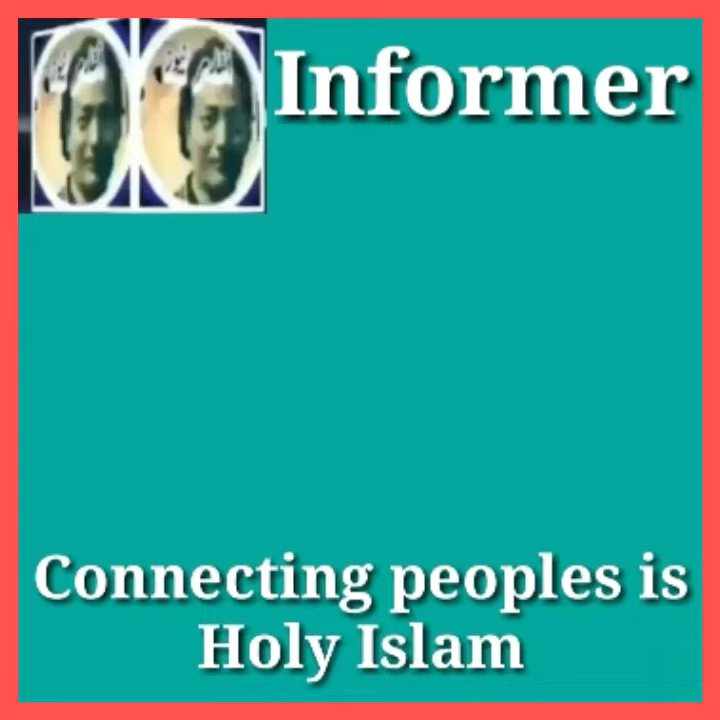 Informer
Connecting peoples is
Holy Islam